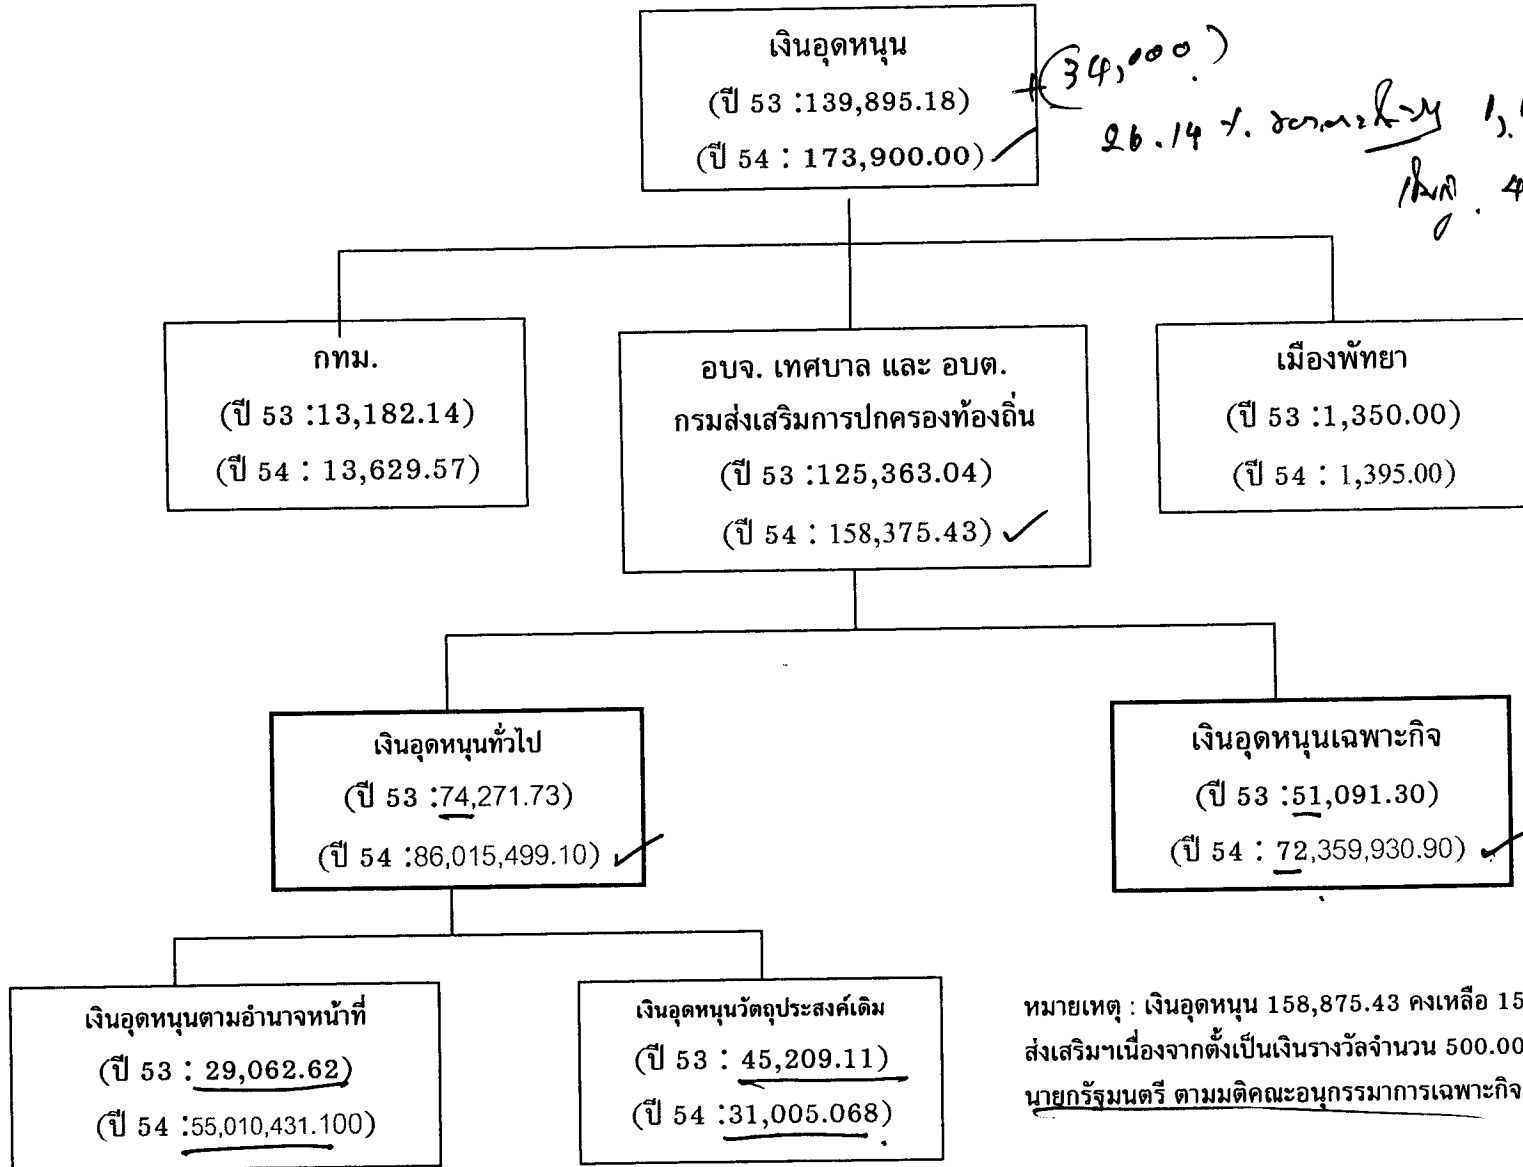 เงินอุดหนุน
(ปี 53 :139,895.18)
(ปี 54 : 173,900.00)
+(34,000)
26.14 %.
กทม.
(ปี 53 :13,182.14)
(ปี 54 : 13,629.57)
อบจ. เทศบาล และ อบต.
กรมส่งเสริมการปกครองท้องถิ่น
(ปี 53 :125,363.04)
(ปี 54 : 158,375.43)
เมืองพัทยา
(ปี 53 :1,350.00)
(ปี 54 : 1,395.00)
เงินอุดหนุนทั่วไป
(ปี 53 :74,271.73)
(ปี 54 :86,015,499.10)
เงินอุดหนุนเฉพาะกิจ
(ปี 53 :51,091.30)
(ปี 54 : 72,359,930.90)
เงินอุดหนุนตามอำนาจหน้าที่
(ปี 53 : 29,062.62)
(ปี 54 :55,010,431.100)
เงินอุดหนุนวัตถุประสงค์เดิม
(ปี 53 : 45,209.11)
(ปี 54 :31,005.068)
หมายเหตุ : เงินอุดหนุน 158,875.43 คงเหลือ 15
ส่งเสริมฯเนื่องจากตั้งเป็นเงินรางวัลจำนวน 500.00
นายกรัฐมนตรี ตามมติคณะอนุกรรมาการเฉพาะกิจ